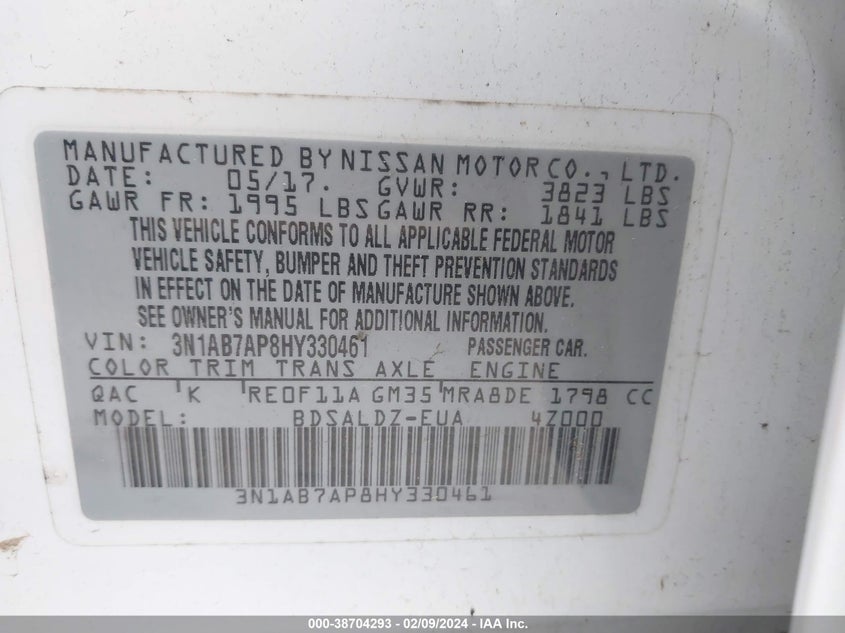 MANUFACTURED BY NISSAN MOTOR CO., LTD.
DATE: 05/17. GVWR: 3823 LBS
GAWR FR: 1995 LBS GAWR RR: 1841 LBS
THIS VEHICLE CONFORMS TO ALL APPLICABLE FEDERAL MOTOR
VEHICLE SAFETY, BUMPER AND THEFT PREVENTION STANDARDS
IN EFFECT ON THE DATE OF MANUFACTURE SHOWN ABOVE.
SEE OWNER'S MANUAL FOR ADDITIONAL INFORMATION.
VIN: 3N1AB7AP8HY330461 PASSENGER CAR.
COLOR TRIM TRANS AXLE ENGINE
QAC K RE0F11A GM35 MRA8DE 1798 CC
MODEL: BDSALDZ-EUA 4Z000
3N1AB7AP8HY330461
000-38704293 - 02/09/2024 - IAA Inc.